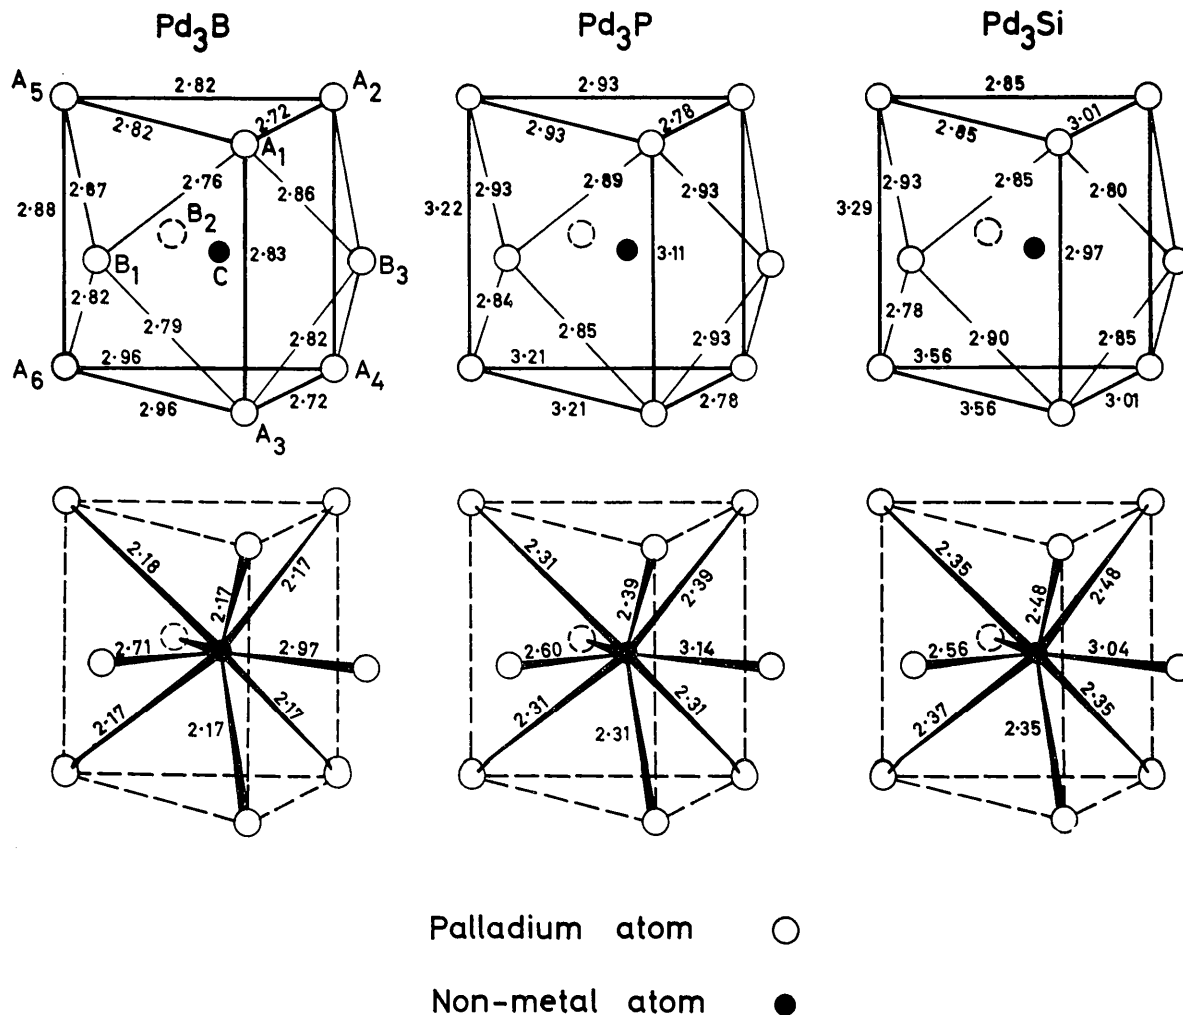 Pd₃B Pd₃P Pd₃Si
A₅ 2·82 A₂ 2·93 2·85
2·82 2·72 2·93 2·78 2·85 3·01
A₁
2·87 2·76 2·86 2·93 2·89 2·93 2·93 2·85 2·80
2·88 B₂ 3·22 3·29
B₁ C 2·83 B₃ 3·11 2·97
2·82 2·79 2·82 2·84 2·85 2·93 2·78 2·90 2·85
A₆ 2·96 A₄ 3·21 3·56
2·96 2·72 3·21 2·78 3·56 3·01
A₃
2·18 2·17 2·17 2·31 2·39 2·39 2·35 2·48 2·48
2·71 2·97 2·60 3·14 2·56 3·04
2·17 2·17 2·17 2·31 2·31 2·31 2·37 2·35 2·35
Palladium atom
Non-metal atom